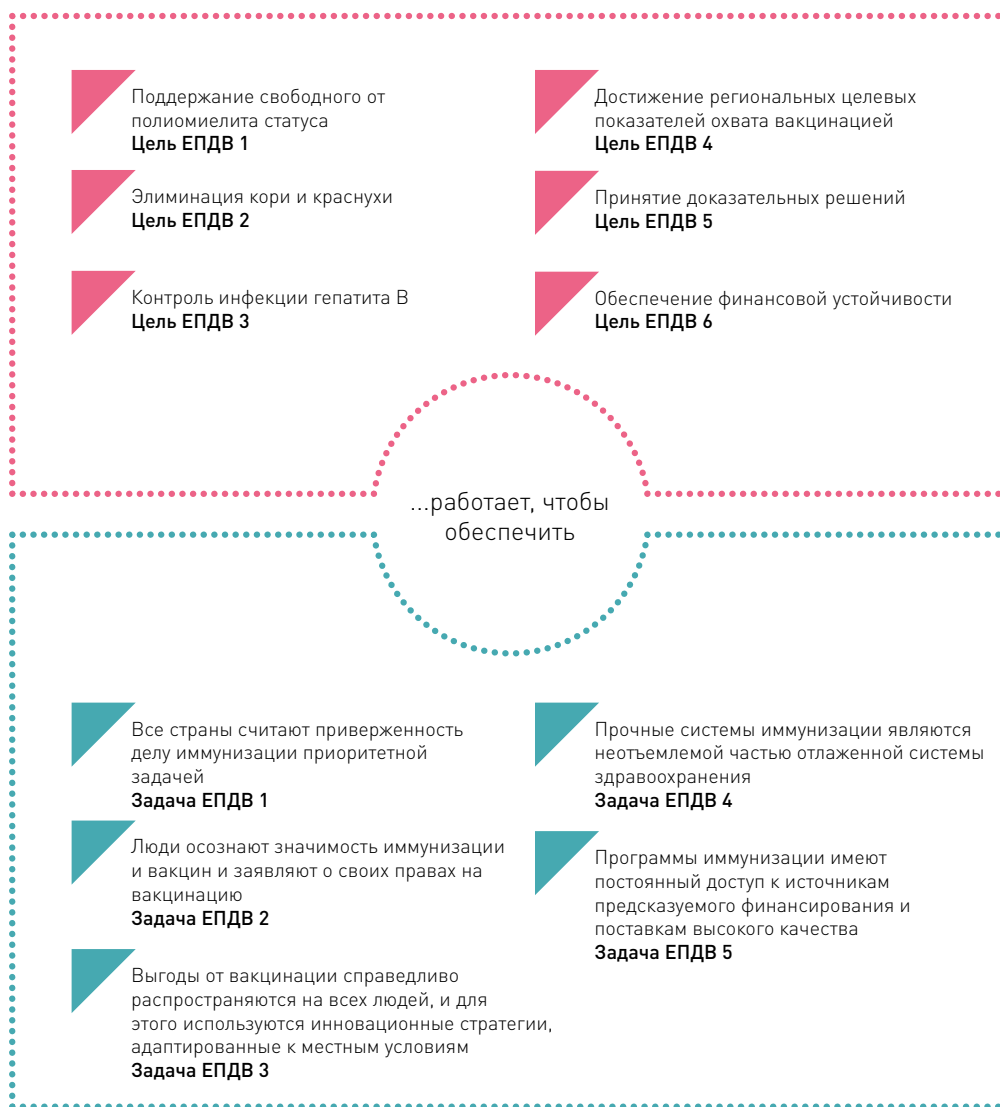 Поддержание свободного от
полиомиелита статуса
Цель ЕПДВ 1
Элиминация кори и краснухи
Цель ЕПДВ 2
Контроль инфекции гепатита В
Цель ЕПДВ 3
Достижение региональных целевых
показателей охвата вакцинацией
Цель ЕПДВ 4
Принятие доказательных решений
Цель ЕПДВ 5
Обеспечение финансовой устойчивости
Цель ЕПДВ 6
...работает, чтобы
обеспечить
Все страны считают приверженность
делу иммунизации приоритетной
задачей
Задача ЕПДВ 1
Люди осознают значимость иммунизации
и вакцин и заявляют о своих правах на
вакцинацию
Задача ЕПДВ 2
Выгоды от вакцинации справедливо
распространяются на всех людей, и для
этого используются инновационные стратегии,
адаптированные к местным условиям
Задача ЕПДВ 3
Прочные системы иммунизации являются
неотъемлемой частью отлаженной системы
здравоохранения
Задача ЕПДВ 4
Программы иммунизации имеют
постоянный доступ к источникам
предсказуемого финансирования и
поставкам высокого качества
Задача ЕПДВ 5